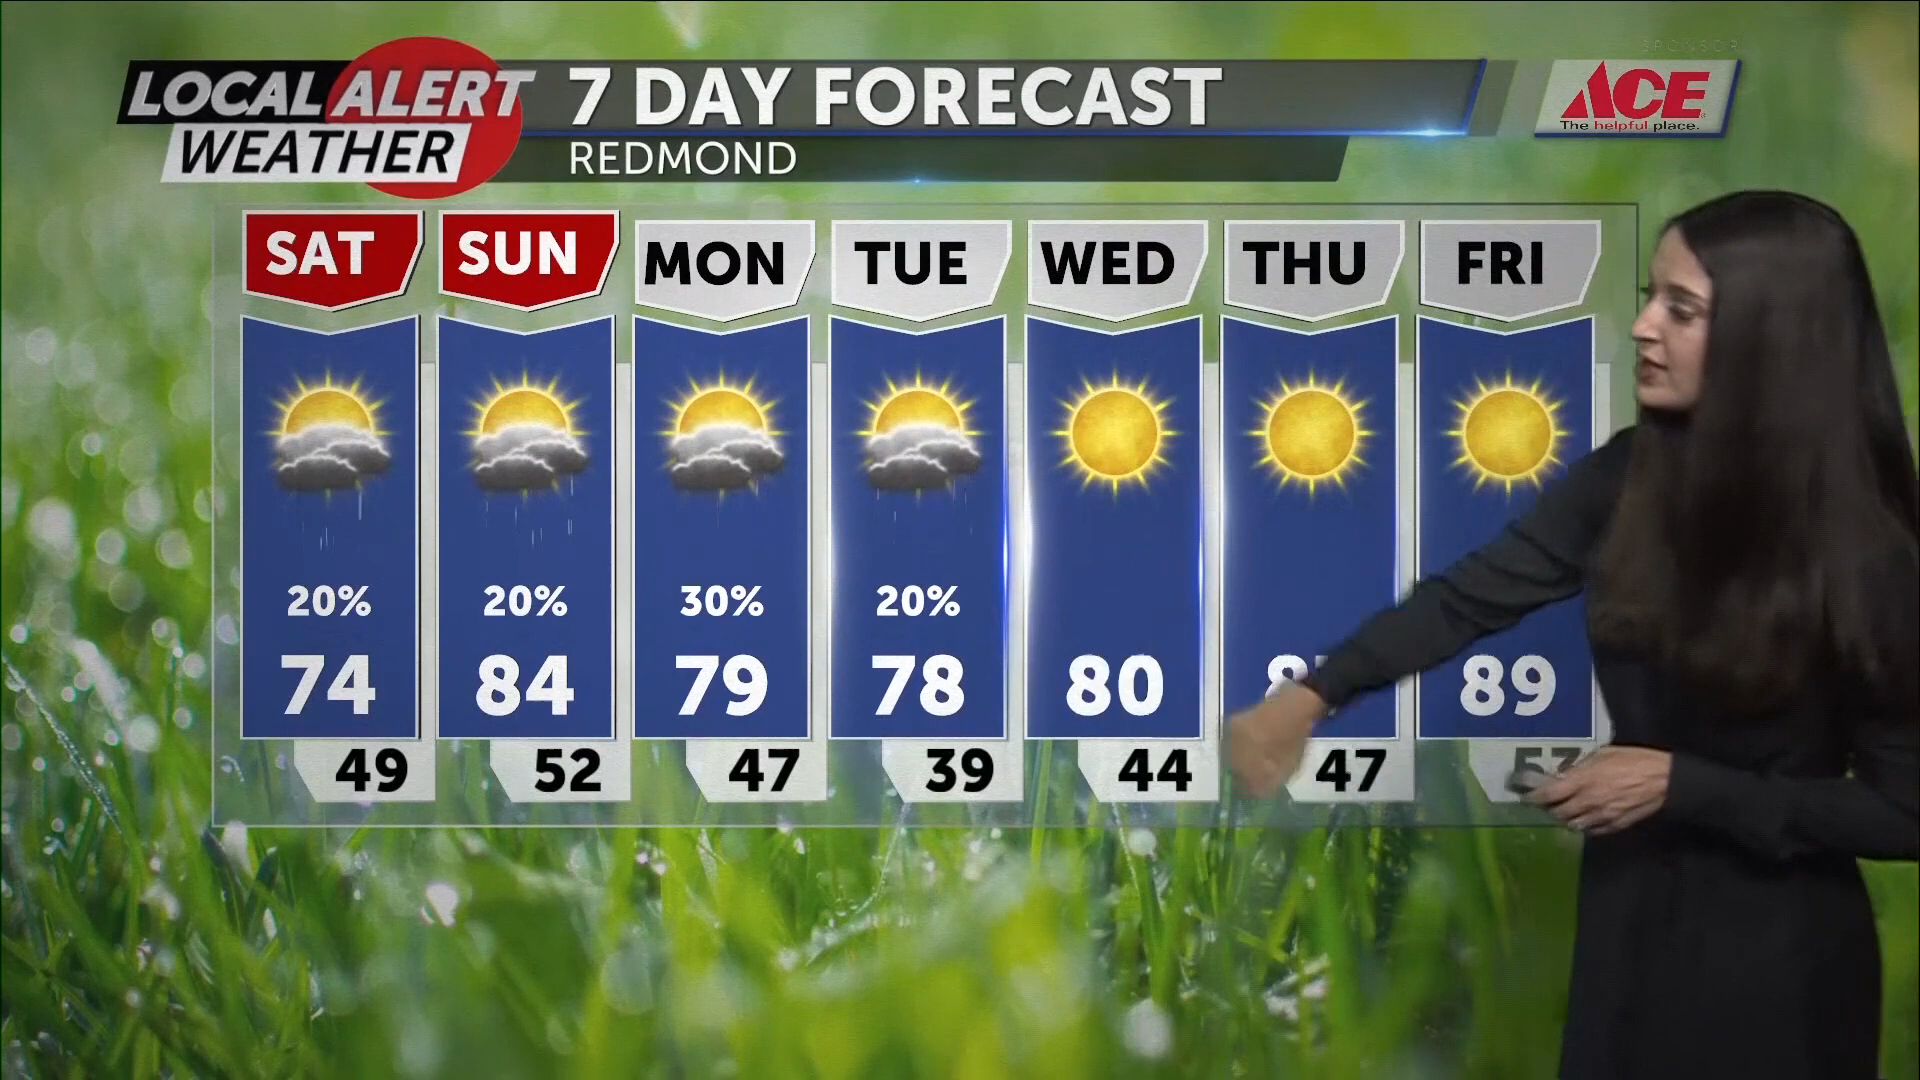 SPONSOR
LOCAL ALERT
WEATHER
7 DAY FORECAST
REDMOND
ACE
The helpful place.
SAT SUN MON TUE WED THU FRI
20% 20% 30% 20%
74 84 79 78 80 89
49 52 47 39 44 47